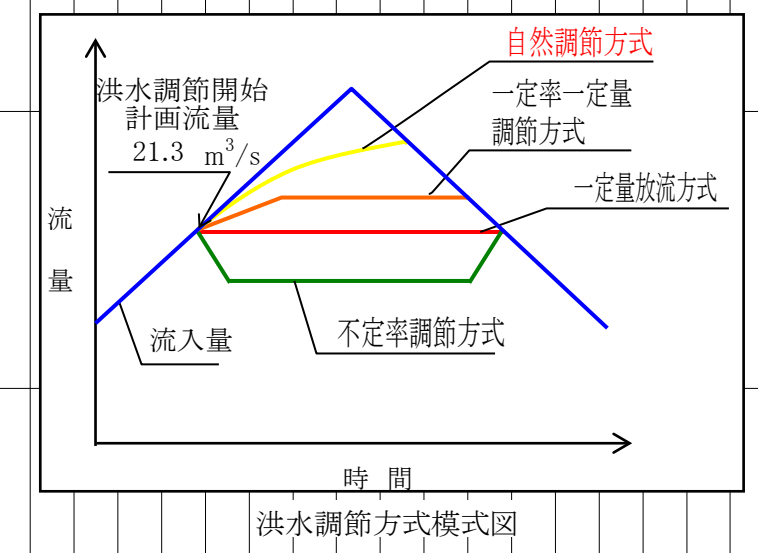 自然調節方式
洪水調節開始
計画流量
21.3 m³/s
一定率一定量
調節方式
一定量放流方式
流量
流入量
不定率調節方式
時間
洪水調節方式模式図